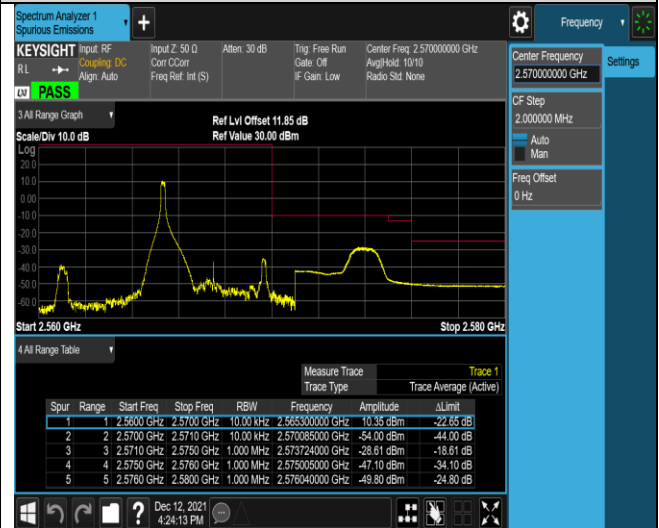 Spectrum Analyzer 1
Spurious Emissions
+
Frequency
KEYSIGHT Input: RF Input Z: 50 Ω Atten: 30 dB Trig: Free Run Center Freq: 2.570000000 GHz
RL Coupling: DC Corr CCorr Gate: Off Avg|Hold: 10/10
Align: Auto Freq Ref: Int (S) IF Gain: Low Radio Std: None
LXI PASS
Center Frequency
2.570000000 GHz
Settings
CF Step
2.000000 MHz
Auto
Man
Freq Offset
0 Hz
3 All Range Graph
Ref Lvl Offset 11.85 dB
Scale/Div 10.0 dB Ref Value 30.00 dBm
Log
20.0
10.0
0.00
-10.0
-20.0
-30.0
-40.0
-50.0
-60.0
Start 2.560 GHz Stop 2.580 GHz
4 All Range Table
Measure Trace Trace 1
Trace Type Trace Average (Active)
Spur Range Start Freq Stop Freq RBW Frequency Amplitude ΔLimit
1 1 2.5600 GHz 2.5700 GHz 10.00 kHz 2.565300000 GHz 10.35 dBm -22.65 dB
2 2 2.5700 GHz 2.5710 GHz 10.00 kHz 2.570085000 GHz -54.00 dBm -44.00 dB
3 3 2.5710 GHz 2.5750 GHz 1.000 MHz 2.573724000 GHz -28.61 dBm -18.61 dB
4 4 2.5750 GHz 2.5760 GHz 1.000 MHz 2.575005000 GHz -47.10 dBm -34.10 dB
5 5 2.5760 GHz 2.5800 GHz 1.000 MHz 2.576040000 GHz -49.80 dBm -24.80 dB
? Dec 12, 2021
4:24:13 PM